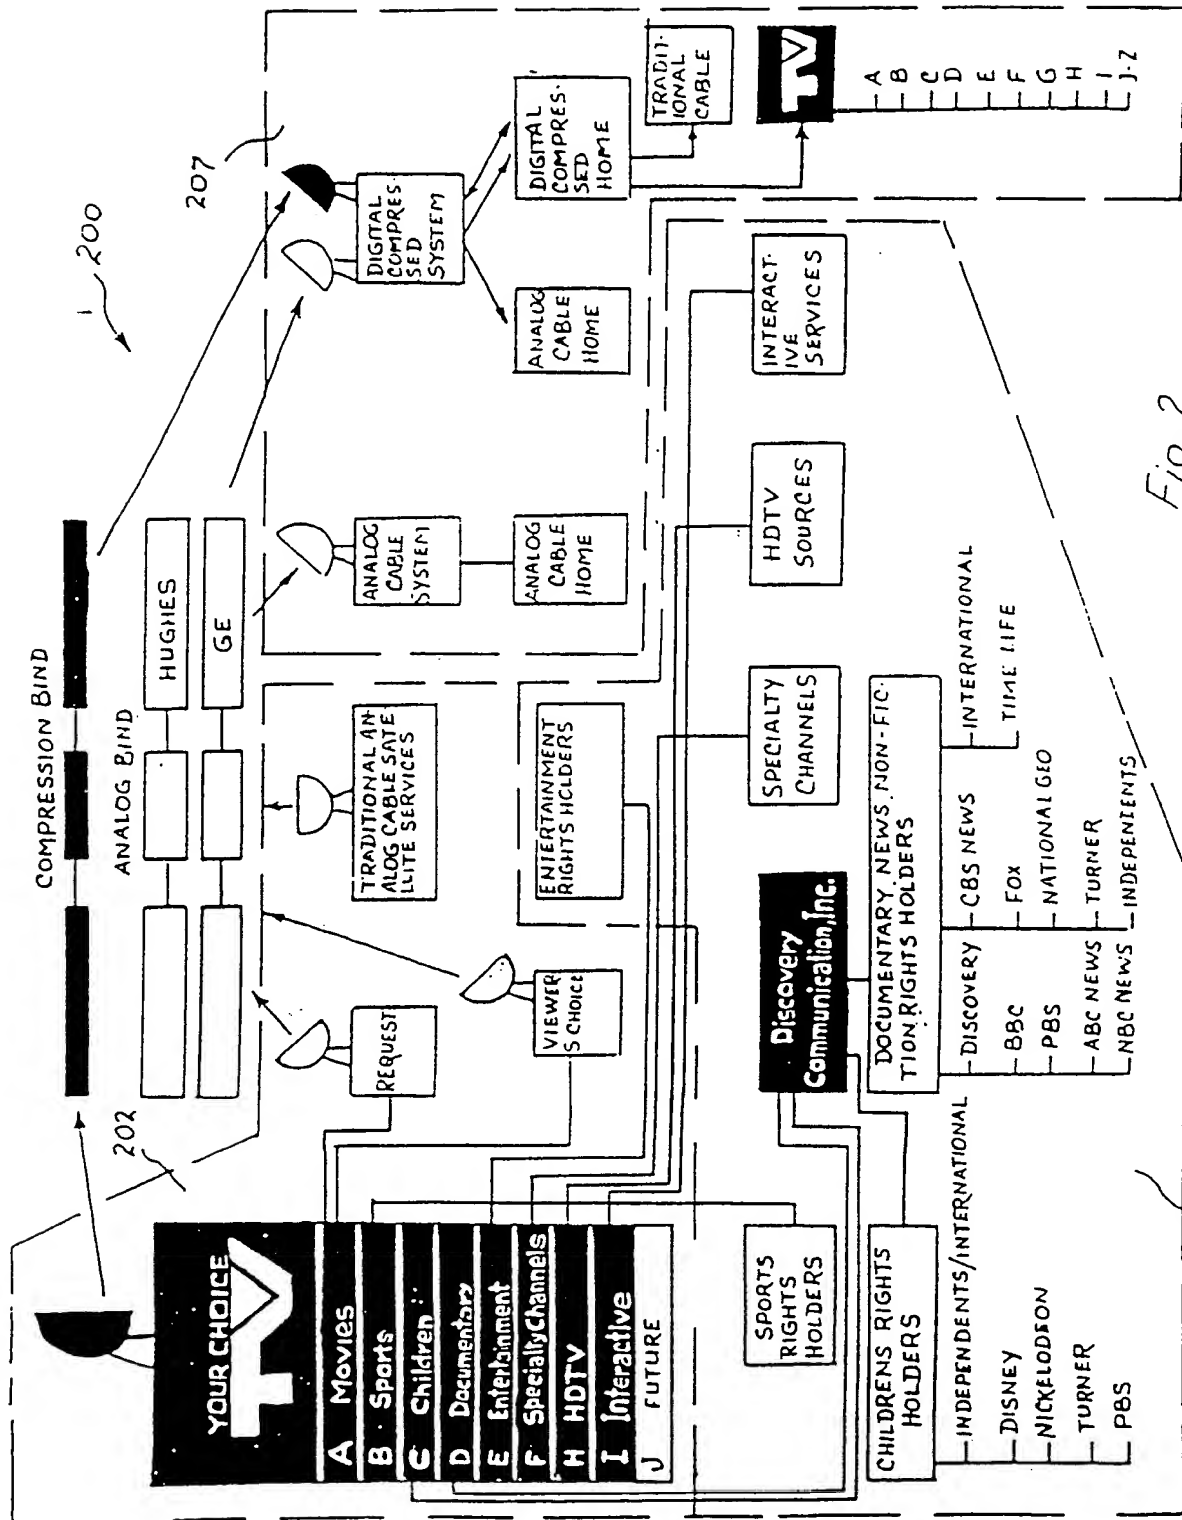 200
207
202
COMPRESSION BIND
ANALOG BIND
HUGHES
GE
YOUR CHOICE
TV
A Movies
B Sports
C Children
D Documentary
E Entertainment
F Specialty Channels
H HDTV
I Interactive
J FUTURE
REQUEST
VIEWER
S CHOICE
TRADITIONAL AN-
ALOG CABLE SATE
LLITE SERVICES
ENTERTAINMENT
RIGHTS HOLDERS
ANALOG
CABLE
SYSTEM
ANALOG
CABLE
HOME
DIGITAL
COMPRES-
SED
SYSTEM
ANALOG
CABLE
HOME
DIGITAL
COMPRES-
SED
HOME
TRADIT-
IONAL
CABLE
TV
A
B
C
D
E
F
G
H
I
J-Z
SPORTS
RIGHTS
HOLDERS
Discovery
Communication, Inc.
SPECIALTY
CHANNELS
HDTV
SOURCES
INTERACT-
IVE
SERVICES
CHILDRENS RIGHTS
HOLDERS
INDEPENDENTS/INTERNATIONAL
DISNEY
NICKELODEON
TURNER
PBS
DOCUMENTARY, NEWS, NON-FIC-
TION RIGHTS HOLDERS
DISCOVERY
BBC
PBS
ABC NEWS
NBC NEWS
CBS NEWS
FOX
NATIONAL GEO
TURNER
INDEPENIENTS
INTERNATIONAL
TIME LIFE
Fig. 2